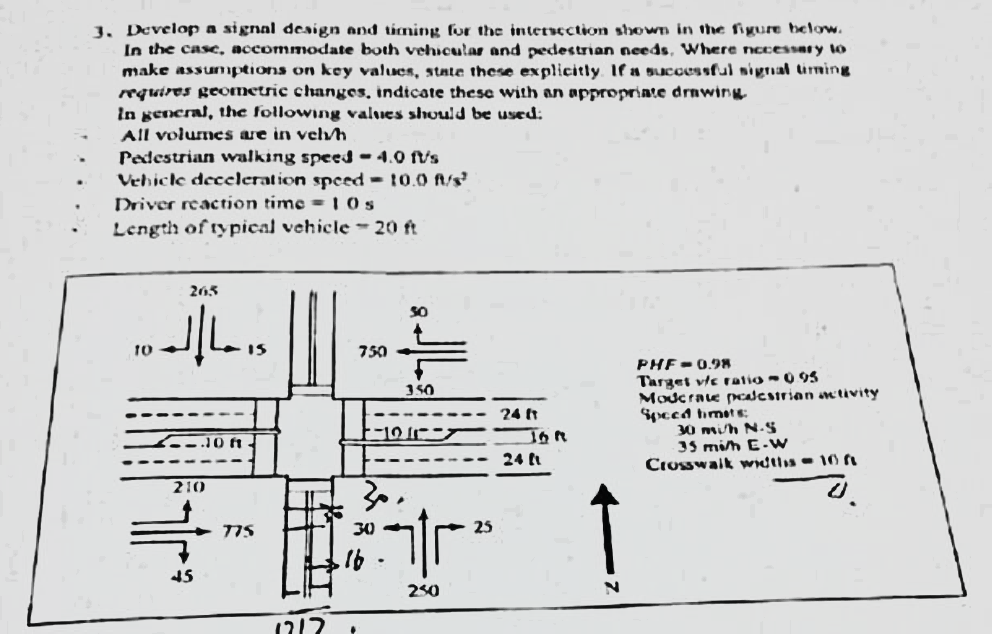 3. Develop a signal design and timing for the intersection shown in the figure below.
In the case, accommodate both vehicular and pedestrian needs. Where necessary to
make assumptions on key values, state these explicitly. If a successful signal timing
requires geometric changes, indicate these with an appropriate drawing.
In general, the following values should be used:
- All volumes are in veh/h
- Pedestrian walking speed = 4.0 ft/s
- Vehicle deceleration speed = 10.0 ft/s²
- Driver reaction time = 1.0 s
- Length of typical vehicle = 20 ft
265
10
15
50
750
350
24 ft
10 ft
10 ft
16 ft
24 ft
210
775
45
30
25
250
30.
16.
PHF = 0.98
Target v/c ratio = 0.95
Moderate pedestrian activity
Speed limits:
30 mi/h N-S
35 mi/h E-W
Crosswalk widths = 10 ft
N